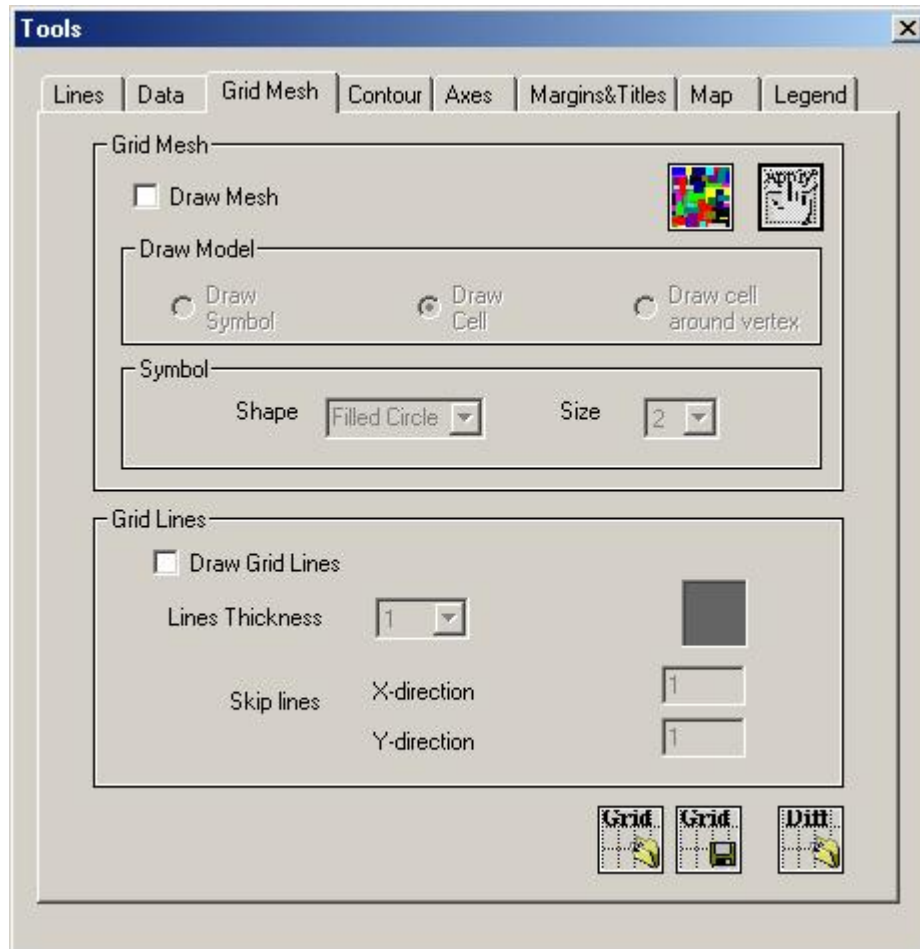 Tools
Lines Data Grid Mesh Contour Axes Margins&Titles Map Legend
Grid Mesh
Draw Mesh
Apply
Draw Model
Draw Symbol
Draw Cell
Draw cell around vertex
Symbol
Shape Filled Circle Size 2
Grid Lines
Draw Grid Lines
Lines Thickness 1
Skip lines
X-direction 1
Y-direction 1
Grid Grid Diff